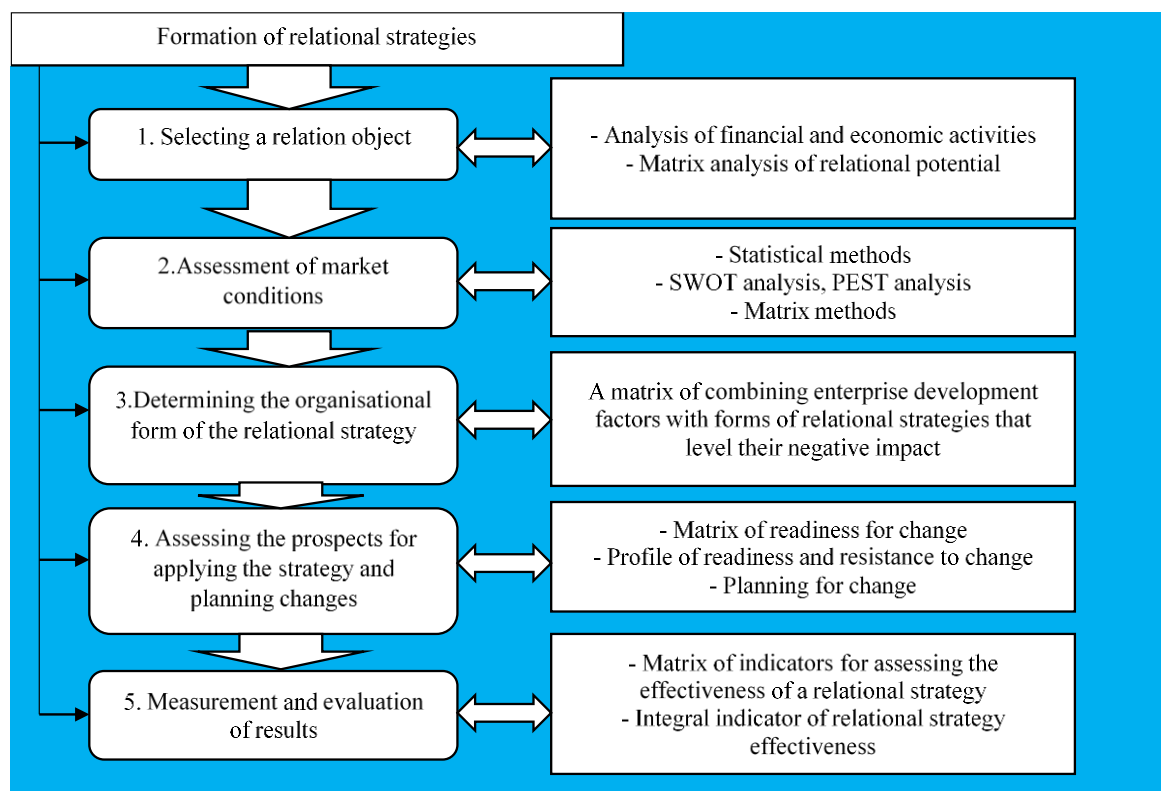 Formation of relational strategies
1. Selecting a relation object
- Analysis of financial and economic activities
- Matrix analysis of relational potential
2.Assessment of market
conditions
- Statistical methods
- SWOT analysis, PEST analysis
- Matrix methods
3.Determining the organisational
form of the relational strategy
A matrix of combining enterprise development
factors with forms of relational strategies that
level their negative impact
4. Assessing the prospects for
applying the strategy and
planning changes
- Matrix of readiness for change
- Profile of readiness and resistance to change
- Planning for change
5. Measurement and evaluation
of results
- Matrix of indicators for assessing the
effectiveness of a relational strategy
- Integral indicator of relational strategy
effectiveness